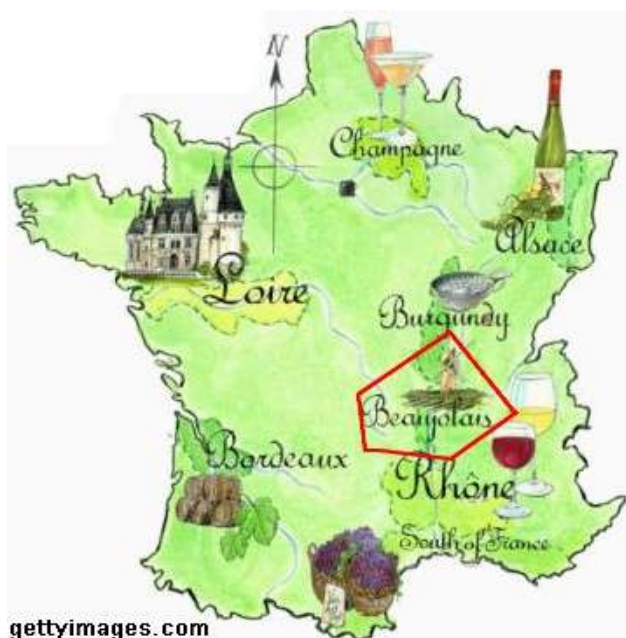 N
Champagne
Alsace
Loire
Burgundy
Beaujolais
Bordeaux
Rhône
South of France
gettyimages.com